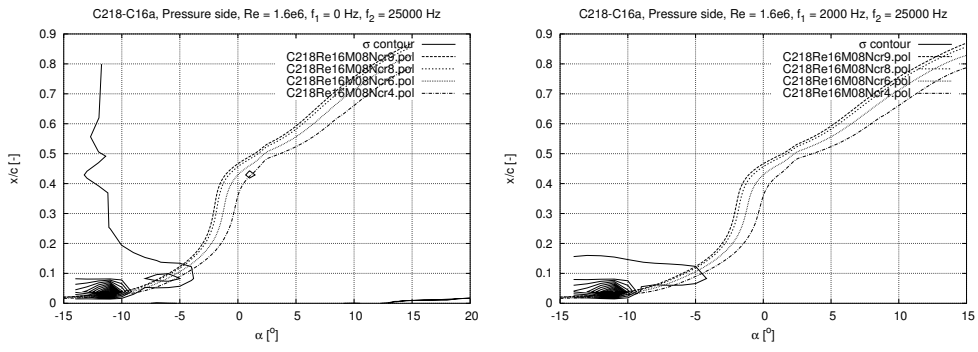 C218-C16a, Pressure side, Re = 1.6e6, f1 = 0 Hz, f2 = 25000 Hz
0.9
0.8
0.7
0.6
0.5
0.4
0.3
0.2
0.1
0
x/c [-]
σ contour
C218Re16M08Ncr9.pol
C218Re16M08Ncr8.pol
C218Re16M08Ncr6.pol
C218Re16M08Ncr4.pol
-15 -10 -5 0 5 10 15 20
α [o]
C218-C16a, Pressure side, Re = 1.6e6, f1 = 2000 Hz, f2 = 25000 Hz
0.9
0.8
0.7
0.6
0.5
0.4
0.3
0.2
0.1
0
x/c [-]
σ contour
C218Re16M08Ncr9.pol
C218Re16M08Ncr8.pol
C218Re16M08Ncr6.pol
C218Re16M08Ncr4.pol
-15 -10 -5 0 5 10 15
α [o]